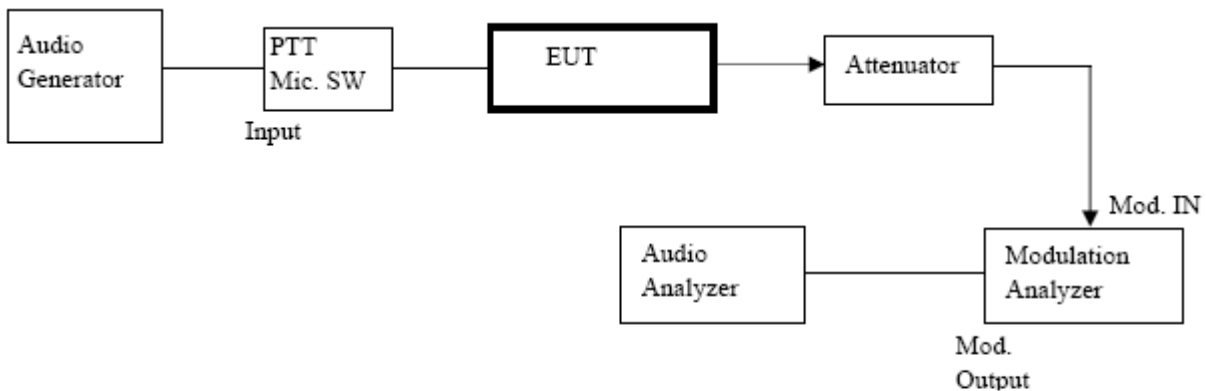 Audio
Generator
PTT
Mic. SW
Input
EUT
Attenuator
Mod. IN
Audio
Analyzer
Modulation
Analyzer
Mod.
Output